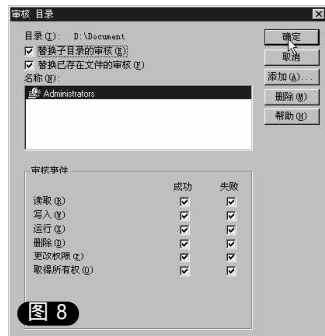 审核 目录
目录(I): D:\Document
确定
替换子目录的审核(E)
取消
替换已存在文件的审核(F)
添加(A)...
名称(N):
Administrators
删除(M)
帮助(H)
审核事件
成功 失败
读取(R)
写入(W)
运行(X)
删除(D)
更改权限(C)
取得所有权(O)
图 8